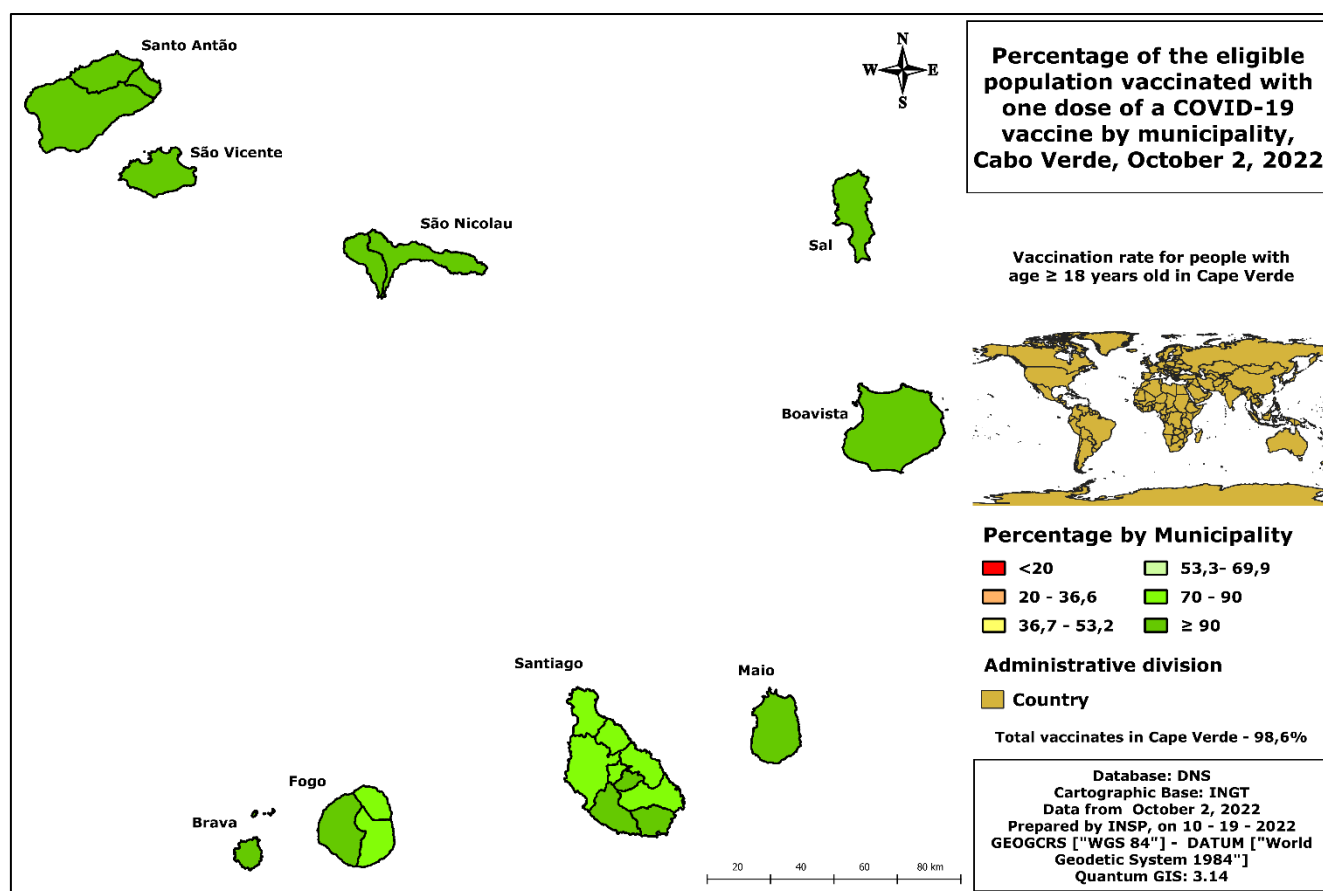 Santo Antão
São Vicente
São Nicolau
Sal
Boavista
Santiago
Maio
Fogo
Brava
N
W E
S
20 40 60 80 km
Percentage of the eligible
population vaccinated with
one dose of a COVID-19
vaccine by municipality,
Cabo Verde, October 2, 2022
Vaccination rate for people with
age ≥ 18 years old in Cape Verde
Percentage by Municipality
<20
20 - 36,6
36,7 - 53,2
53,3- 69,9
70 - 90
≥ 90
Administrative division
Country
Total vaccinates in Cape Verde - 98,6%
Database: DNS
Cartographic Base: INGT
Data from October 2, 2022
Prepared by INSP, on 10 - 19 - 2022
GEOGCRS ["WGS 84"] - DATUM ["World
Geodetic System 1984"]
Quantum GIS: 3.14